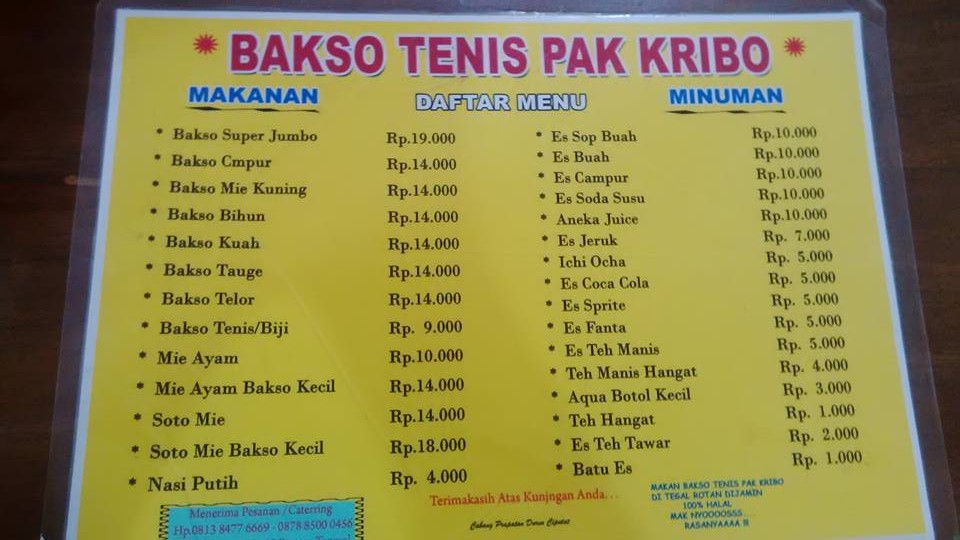 BAKSO TENIS PAK KRIBO
DAFTAR MENU
MAKANAN
* Bakso Super Jumbo Rp.19.000
* Bakso Cmpur Rp.14.000
* Bakso Mie Kuning Rp.14.000
* Bakso Bihun Rp.14.000
* Bakso Kuah Rp.14.000
* Bakso Tauge Rp.14.000
* Bakso Telor Rp.14.000
* Bakso Tenis/Biji Rp. 9.000
* Mie Ayam Rp.10.000
* Mie Ayam Bakso Kecil Rp.14.000
* Soto Mie Rp.14.000
* Soto Mie Bakso Kecil Rp.18.000
* Nasi Putih Rp. 4.000
MINUMAN
* Es Sop Buah Rp.10.000
* Es Buah Rp.10.000
* Es Campur Rp.10.000
* Es Soda Susu Rp.10.000
* Aneka Juice Rp.10.000
* Es Jeruk Rp. 7.000
* Ichi Ocha Rp. 5.000
* Es Coca Cola Rp. 5.000
* Es Sprite Rp. 5.000
* Es Fanta Rp. 5.000
* Es Teh Manis Rp. 5.000
* Teh Manis Hangat Rp. 4.000
* Aqua Botol Kecil Rp. 3.000
* Teh Hangat Rp. 1.000
* Es Teh Tawar Rp. 2.000
* Batu Es Rp. 1.000
Menerima Pesanan / Caterring
Hp.0813 8477 6669 - 0878 8500 0456
Terimakasih Atas Kunjngan Anda...
Cabang Prapatan Duren Ciputat
MAKAN BAKSO TENIS PAK KRIBO
DI TEGAL ROTAN DIJAMIN
100% HALAL
MAK NYOOOOSSS...
RASANYAAAA !!!